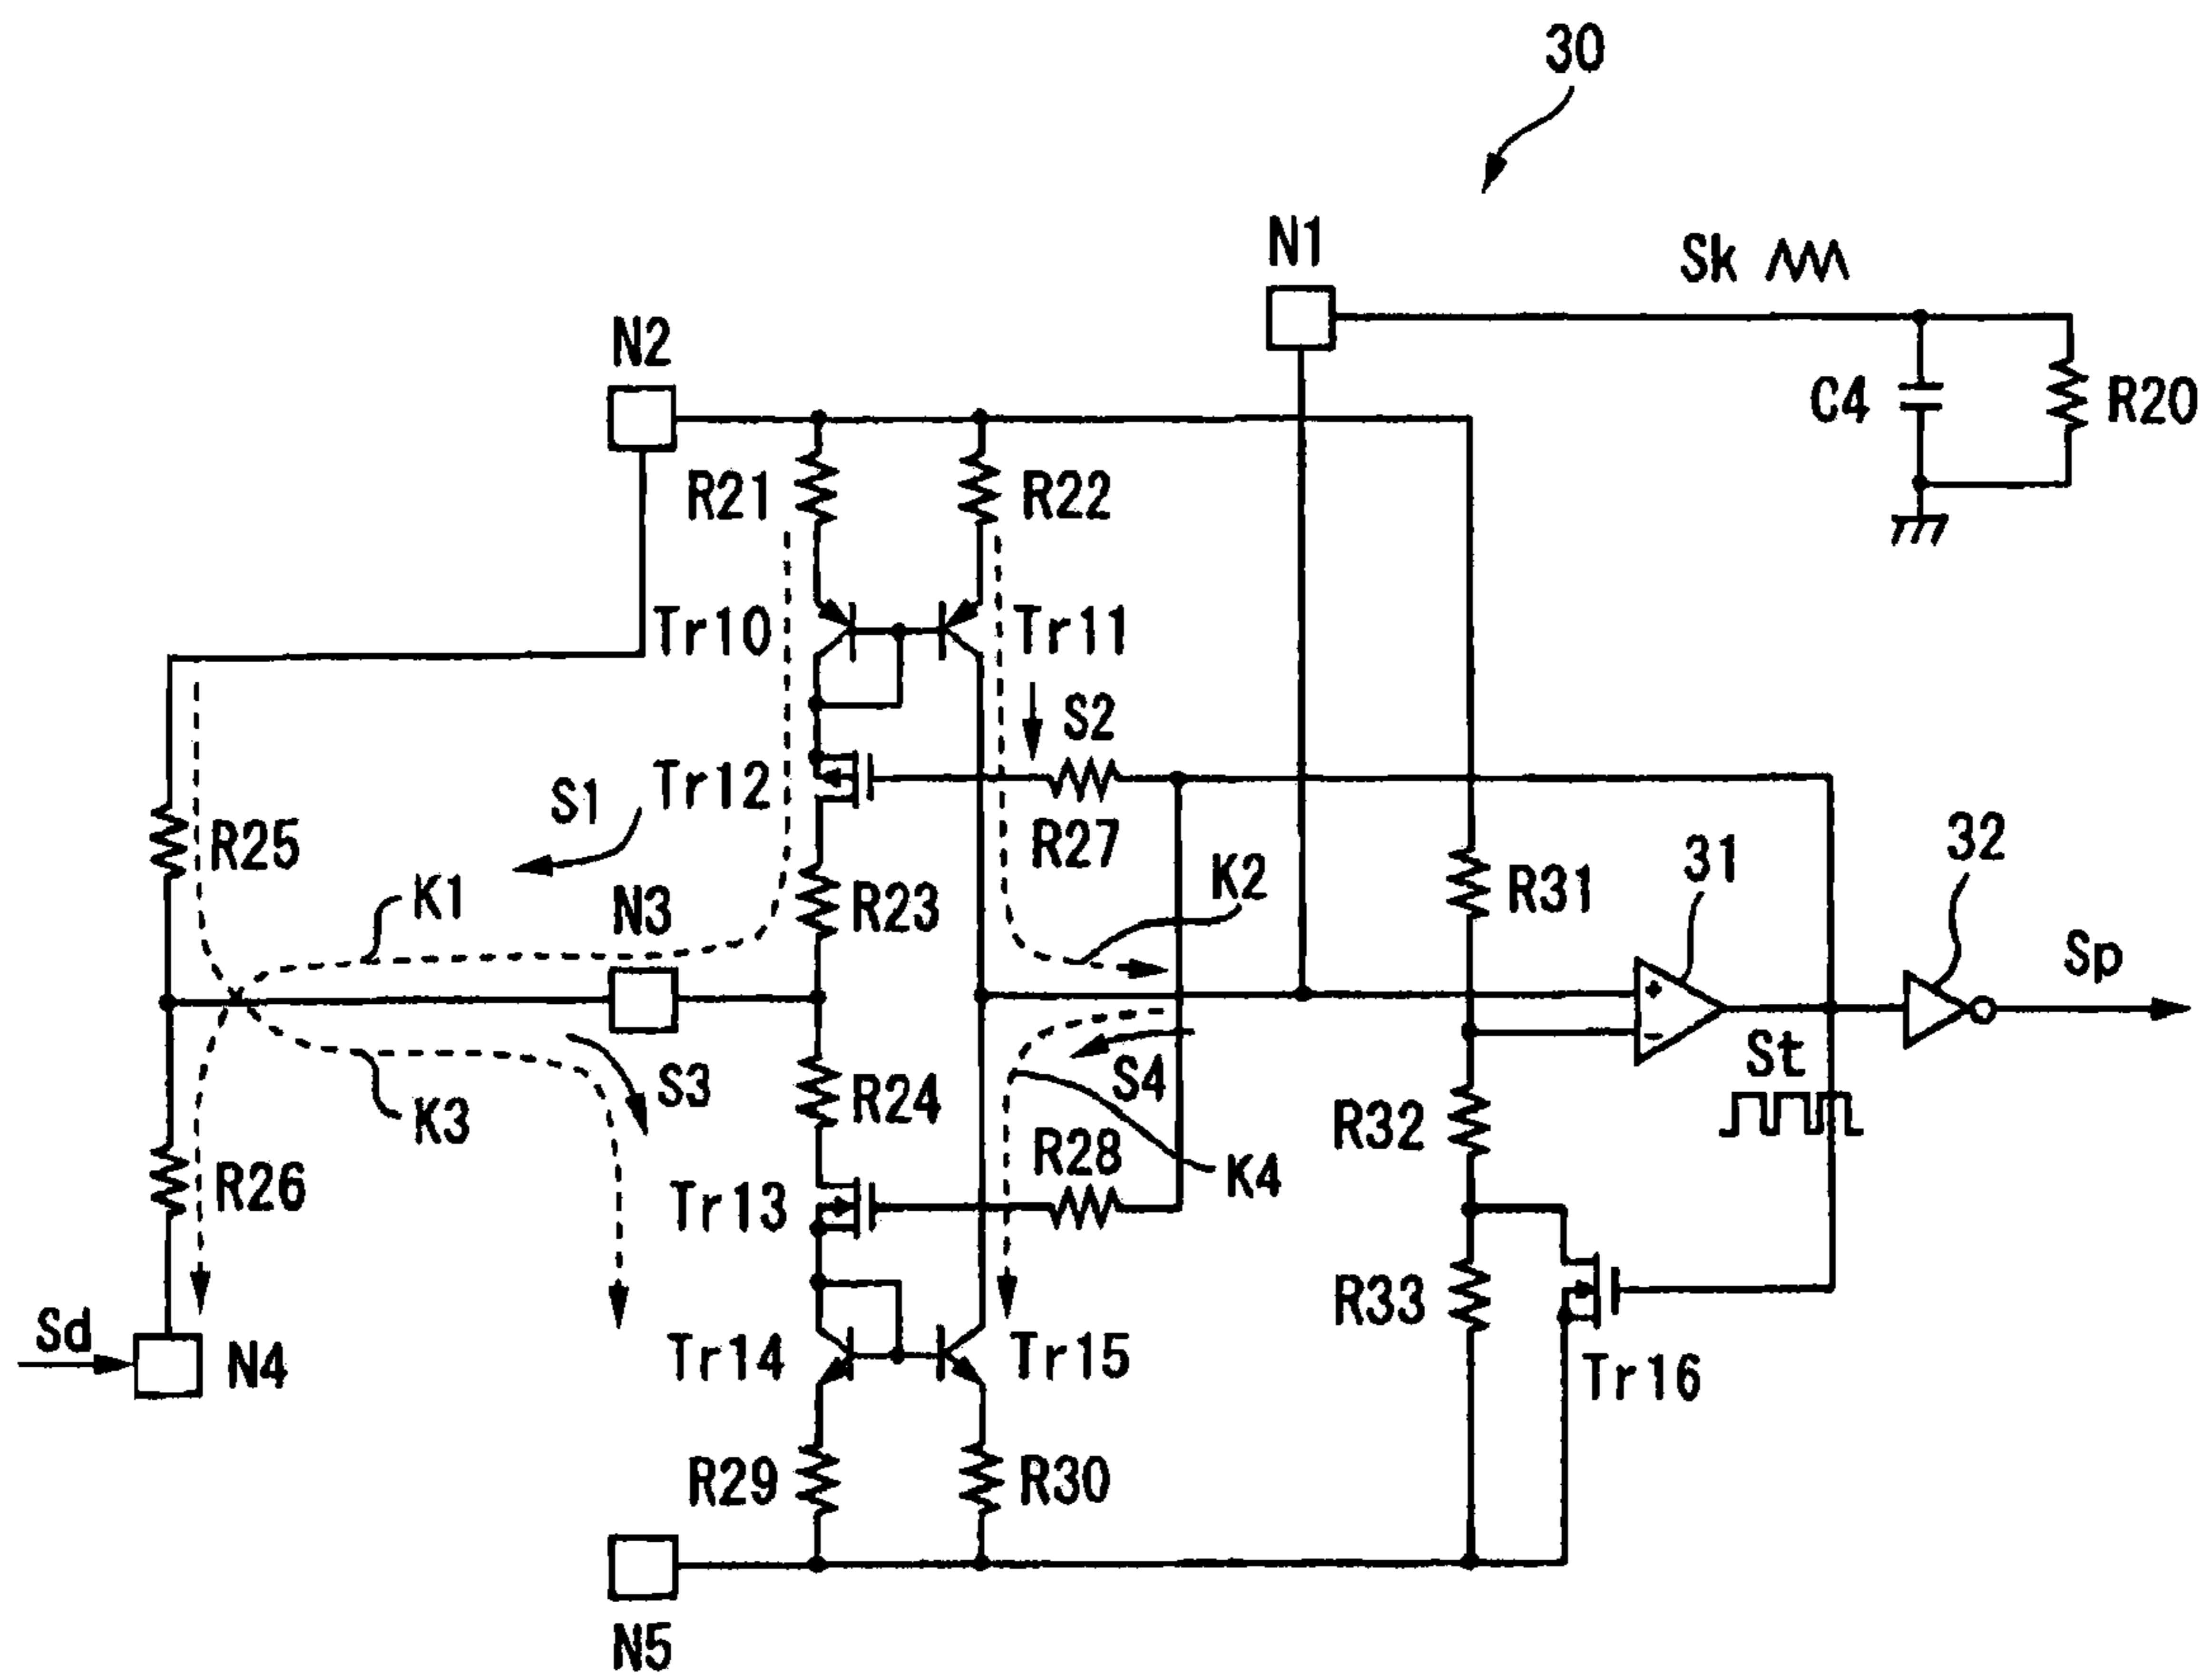 30
N1
Sk
N2
C4
R20
R21
R22
Tr10
Tr11
S2
Tr12
S1
R25
R27
31
32
K1
N3
R23
K2
R31
Sp
+
-
St
S3
R24
S4
K3
R32
R28
K4
R26
Tr13
R33
Sd
N4
Tr14
Tr15
Tr16
R29
R30
N5